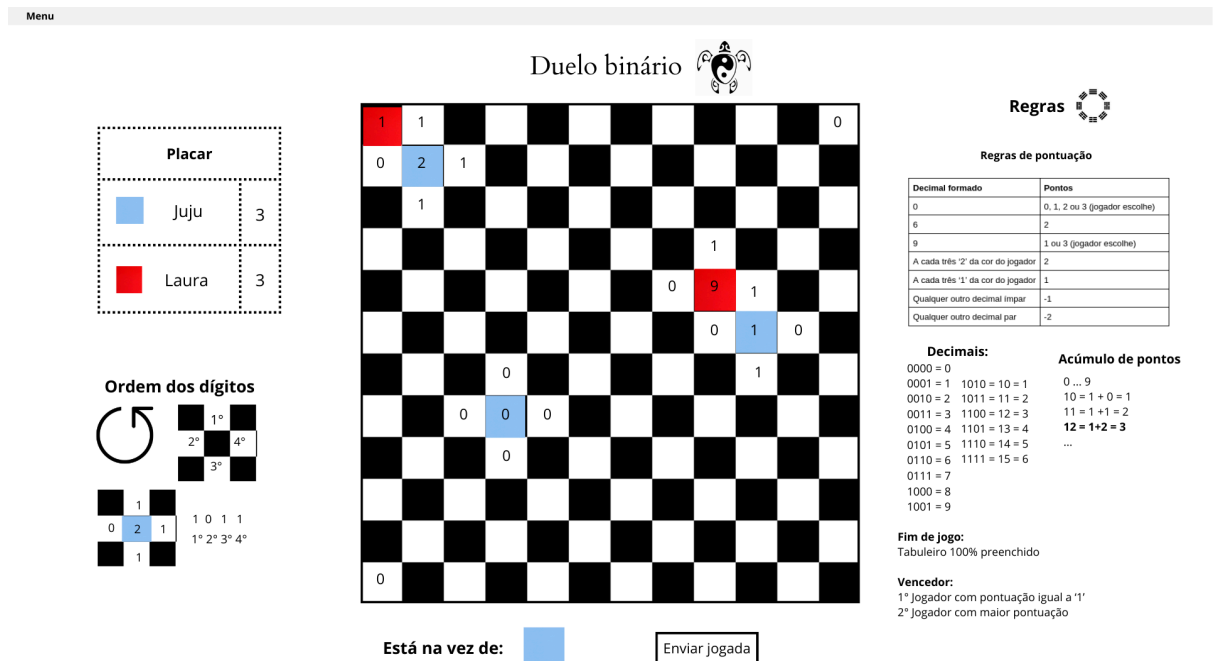 Menu
Duelo binário
Placar
Juju 3
Laura 3
Ordem dos dígitos
1°
2° 4°
3°
1
0 2 1
1
1 0 1 1
1° 2° 3° 4°
1 1 0
0 2 1
1
1
0 9 1
0 1 0
0 1
0 0 0
0
0
Está na vez de:
Enviar jogada
Regras
Regras de pontuação
Decimal formado Pontos
0 0, 1, 2 ou 3 (jogador escolhe)
6 2
9 1 ou 3 (jogador escolhe)
A cada três ‘2’ da cor do jogador 2
A cada três ‘1’ da cor do jogador 1
Qualquer outro decimal ímpar -1
Qualquer outro decimal par -2
Decimais:
0000 = 0
0001 = 1 1010 = 10 = 1
0010 = 2 1011 = 11 = 2
0011 = 3 1100 = 12 = 3
0100 = 4 1101 = 13 = 4
0101 = 5 1110 = 14 = 5
0110 = 6 1111 = 15 = 6
0111 = 7
1000 = 8
1001 = 9
Acúmulo de pontos
0 ... 9
10 = 1 + 0 = 1
11 = 1 +1 = 2
12 = 1+2 = 3
...
Fim de jogo:
Tabuleiro 100% preenchido
Vencedor:
1° Jogador com pontuação igual a ‘1’
2° Jogador com maior pontuação